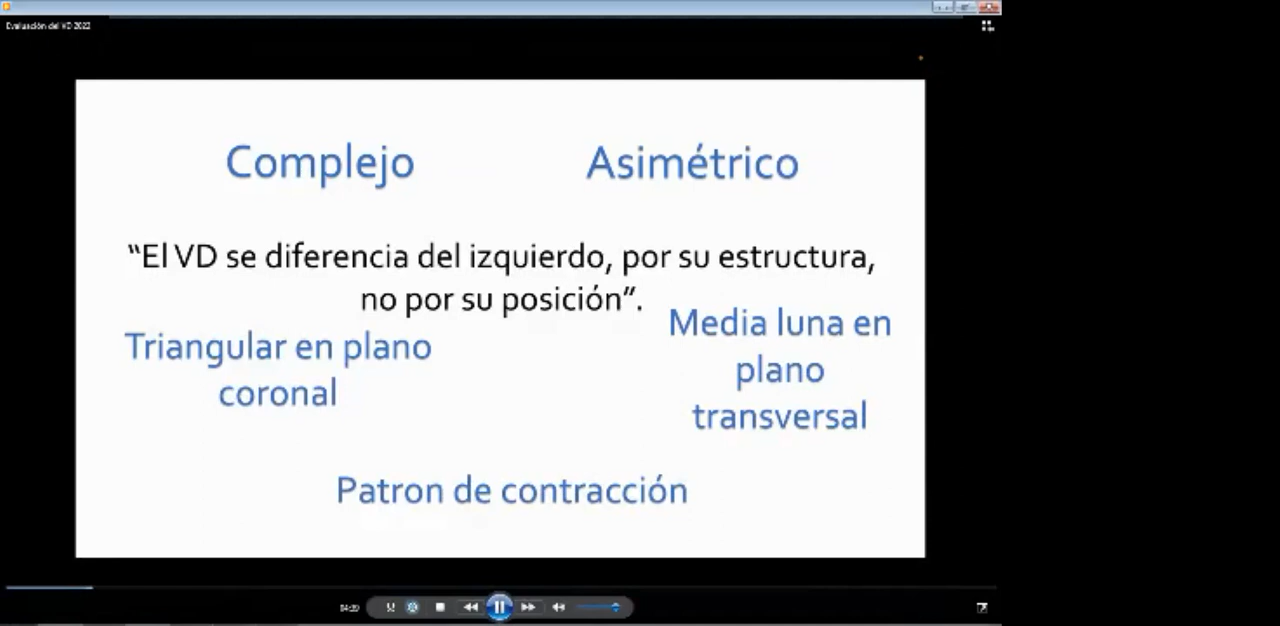 Evaluación del VD 2022
Complejo
Asimétrico
“El VD se diferencia del izquierdo, por su estructura,
no por su posición”.
Triangular en plano
coronal
Media luna en
plano
transversal
Patron de contracción